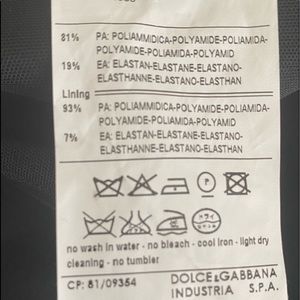 81% PA: POLIAMMIDICA-POLYAMIDE-POLIAMIDA-
POLYAMIDE-POLIAMIDA-POLYAMID
19% EA: ELASTAN-ELASTANE-ELASTANO-
ELASTHANNE-ELASTANO-ELASTHAN
Lining
93% PA: POLIAMMIDICA-POLYAMIDE-POLIAMIDA-
POLYAMIDE-POLIAMIDA-POLYAMID
7% EA: ELASTAN-ELASTANE-ELASTANO-
ELASTHANNE-ELASTANO-ELASTHAN
P
no wash in water - no bleach - cool iron - light dry
cleaning - no tumbler
CP: 81/09354 DOLCE&GABBANA
INDUSTRIA S.P.A.